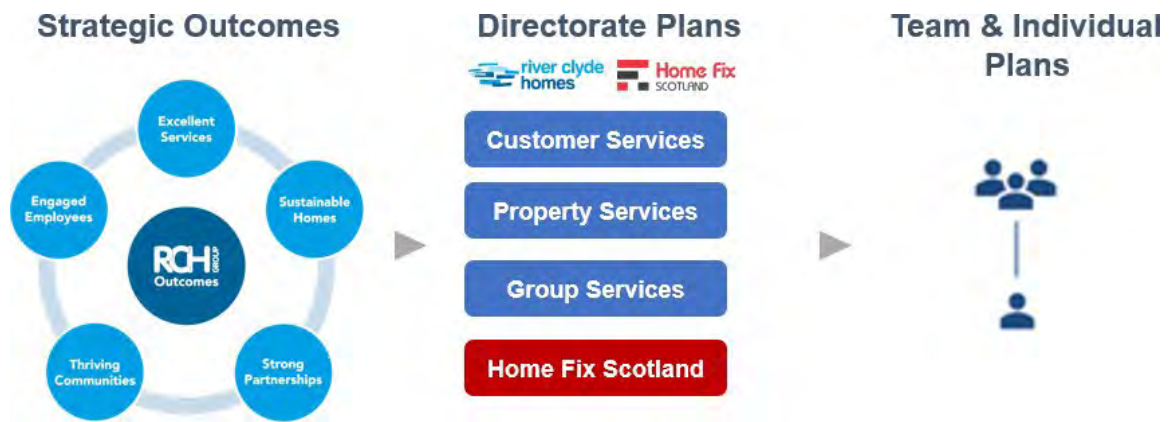 Strategic Outcomes
Excellent
Services
Engaged
Employees
Sustainable
Homes
RCH GROUP
Outcomes
Thriving
Communities
Strong
Partnerships
Directorate Plans
river clyde
homes
Home Fix
SCOTLAND
Customer Services
Property Services
Group Services
Home Fix Scotland
Team & Individual
Plans